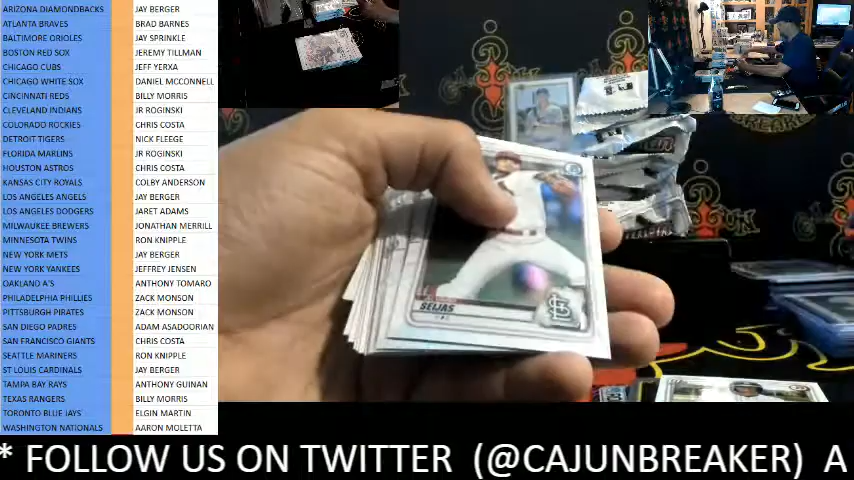 ARIZONA DIAMONDBACKS JAY BERGER
ATLANTA BRAVES BRAD BARNES
BALTIMORE ORIOLES JAY SPRINKLE
BOSTON RED SOX JEREMY TILLMAN
CHICAGO CUBS JEFF YERXA
CHICAGO WHITE SOX DANIEL MCCONNELL
CINCINNATI REDS BILLY MORRIS
CLEVELAND INDIANS JR ROGINSKI
COLORADO ROCKIES CHRIS COSTA
DETROIT TIGERS NICK FLEEGE
FLORIDA MARLINS JR ROGINSKI
HOUSTON ASTROS CHRIS COSTA
KANSAS CITY ROYALS COLBY ANDERSON
LOS ANGELES ANGELS JAY BERGER
LOS ANGELES DODGERS JARET ADAMS
MILWAUKEE BREWERS JONATHAN MERRILL
MINNESOTA TWINS RON KNIPPLE
NEW YORK METS JAY BERGER
NEW YORK YANKEES JEFFREY JENSEN
OAKLAND A'S ANTHONY TOMARO
PHILADELPHIA PHILLIES ZACK MONSON
PITTSBURGH PIRATES ZACK MONSON
SAN DIEGO PADRES ADAM ASADOORIAN
SAN FRANCISCO GIANTS CHRIS COSTA
SEATTLE MARINERS RON KNIPPLE
ST LOUIS CARDINALS JAY BERGER
TAMPA BAY RAYS ANTHONY GUINAN
TEXAS RANGERS BILLY MORRIS
TORONTO BLUE JAYS ELGIN MARTIN
WASHINGTON NATIONALS AARON MOLETTA
SEIJAS
BREAKER
* FOLLOW US ON TWITTER (@CAJUNBREAKER) A